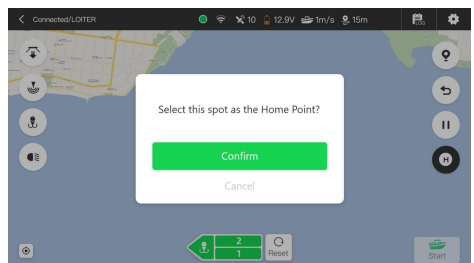 Connected/LOITER
10
12.9V
1m/s
15m
LOG
Select this spot as the Home Point?
Confirm
Cancel
H
2
1
Reset
Start